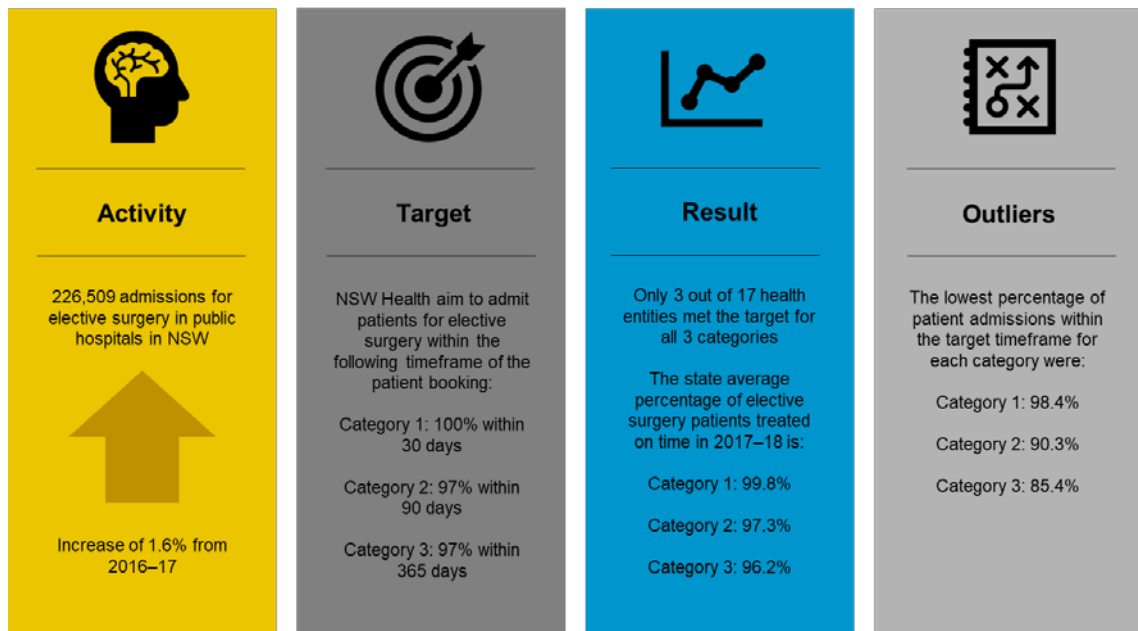 Activity
226,509 admissions for
elective surgery in public
hospitals in NSW
Increase of 1.6% from
2016–17
Target
NSW Health aim to admit
patients for elective
surgery within the
following timeframe of the
patient booking:
Category 1: 100% within
30 days
Category 2: 97% within
90 days
Category 3: 97% within
365 days
Result
Only 3 out of 17 health
entities met the target for
all 3 categories
The state average
percentage of elective
surgery patients treated
on time in 2017–18 is:
Category 1: 99.8%
Category 2: 97.3%
Category 3: 96.2%
Outliers
The lowest percentage of
patient admissions within
the target timeframe for
each category were:
Category 1: 98.4%
Category 2: 90.3%
Category 3: 85.4%